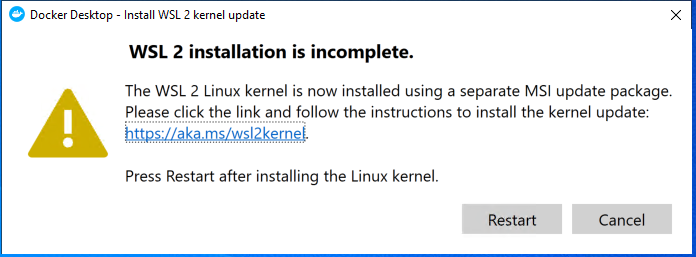 Docker Desktop - Install WSL 2 kernel update
WSL 2 installation is incomplete.
The WSL 2 Linux kernel is now installed using a separate MSI update package.
Please click the link and follow the instructions to install the kernel update:
https://aka.ms/wsl2kernel.
Press Restart after installing the Linux kernel.
Restart
Cancel